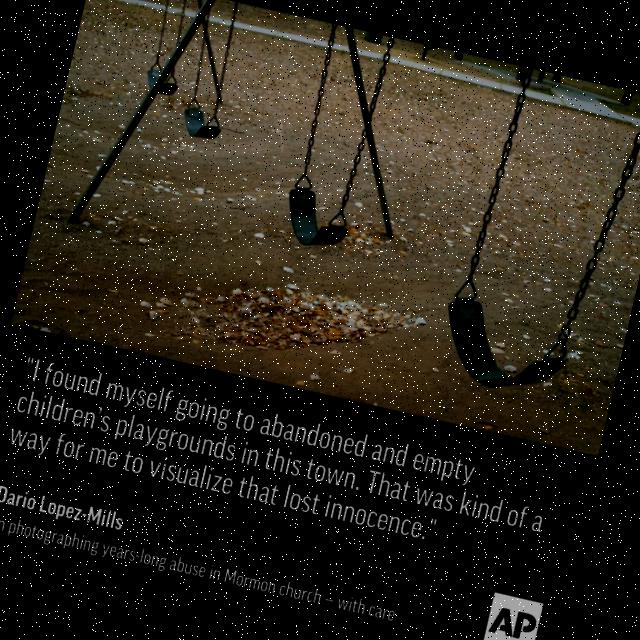 "I found myself going to abandoned and empty
children's playgrounds in this town. That was kind of a
way for me to visualize that lost innocence."
Dario Lopez-Mills
on photographing years-long abuse in Mormon church – with care
AP